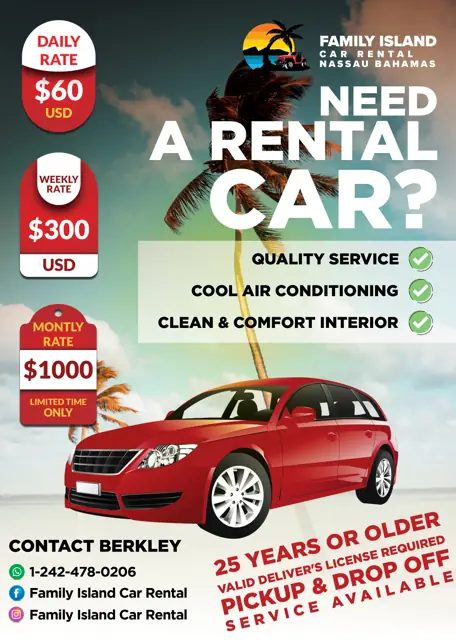 DAILY
RATE
$60
USD
WEEKLY
RATE
$300
USD
MONTLY
RATE
$1000
LIMITED TIME
ONLY
FAMILY ISLAND
CAR RENTAL
NASSAU BAHAMAS
NEED
A RENTAL
CAR?
QUALITY SERVICE
COOL AIR CONDITIONING
CLEAN & COMFORT INTERIOR
CONTACT BERKLEY
1-242-478-0206
Family Island Car Rental
Family Island Car Rental
25 YEARS OR OLDER
VALID DELIVER'S LICENSE REQUIRED
PICKUP & DROP OFF
SERVICE AVAILABLE